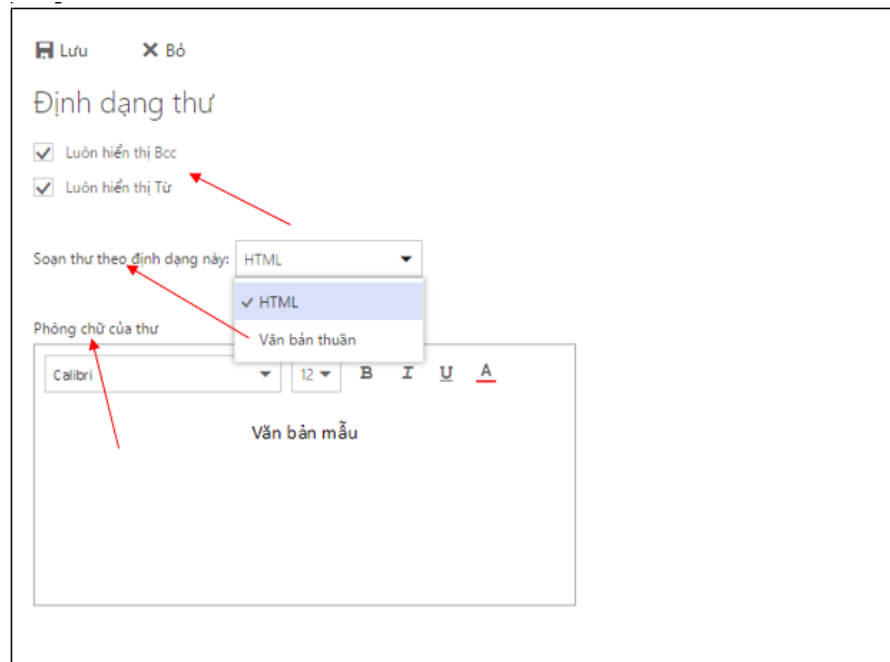 Lưu Bỏ
Định dạng thư
Luôn hiển thị Bcc
Luôn hiển thị Từ
Soạn thư theo định dạng này: HTML
HTML
Văn bản thuần
Phông chữ của thư
Calibri 12 B I U A
Văn bản mẫu